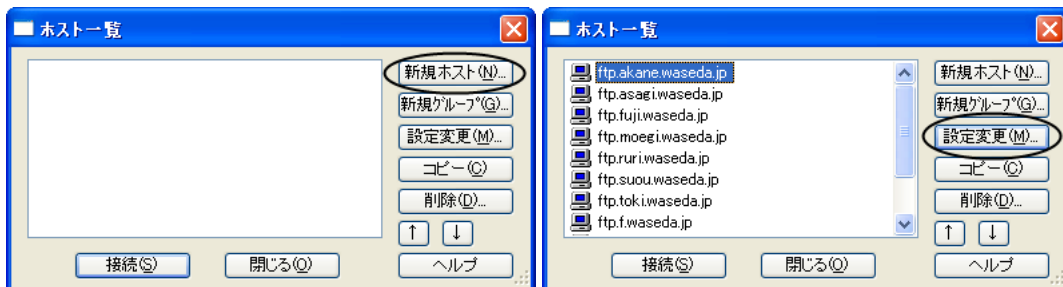 ホスト一覧
新規ホスト(N)...
新規グループ(G)...
設定変更(M)...
コピー(C)
削除(D)...
↑ ↓
接続(S) 閉じる(O) ヘルプ
ホスト一覧
ftp.akane.waseda.jp
ftp.asagi.waseda.jp
ftp.fuji.waseda.jp
ftp.moegi.waseda.jp
ftp.ruri.waseda.jp
ftp.suou.waseda.jp
ftp.toki.waseda.jp
ftp.f.waseda.jp
新規ホスト(N)...
新規グループ(G)...
設定変更(M)...
コピー(C)
削除(D)...
↑ ↓
接続(S) 閉じる(O) ヘルプ